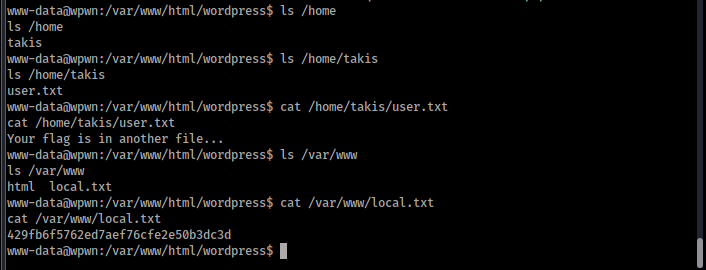 www-data@wpwn:/var/www/html/wordpress$ ls /home
ls /home
takis
www-data@wpwn:/var/www/html/wordpress$ ls /home/takis
ls /home/takis
user.txt
www-data@wpwn:/var/www/html/wordpress$ cat /home/takis/user.txt
cat /home/takis/user.txt
Your flag is in another file...
www-data@wpwn:/var/www/html/wordpress$ ls /var/www
ls /var/www
html  local.txt
www-data@wpwn:/var/www/html/wordpress$ cat /var/www/local.txt
cat /var/www/local.txt
429fb6f5762ed7aef76cfe2e50b3dc3d
www-data@wpwn:/var/www/html/wordpress$